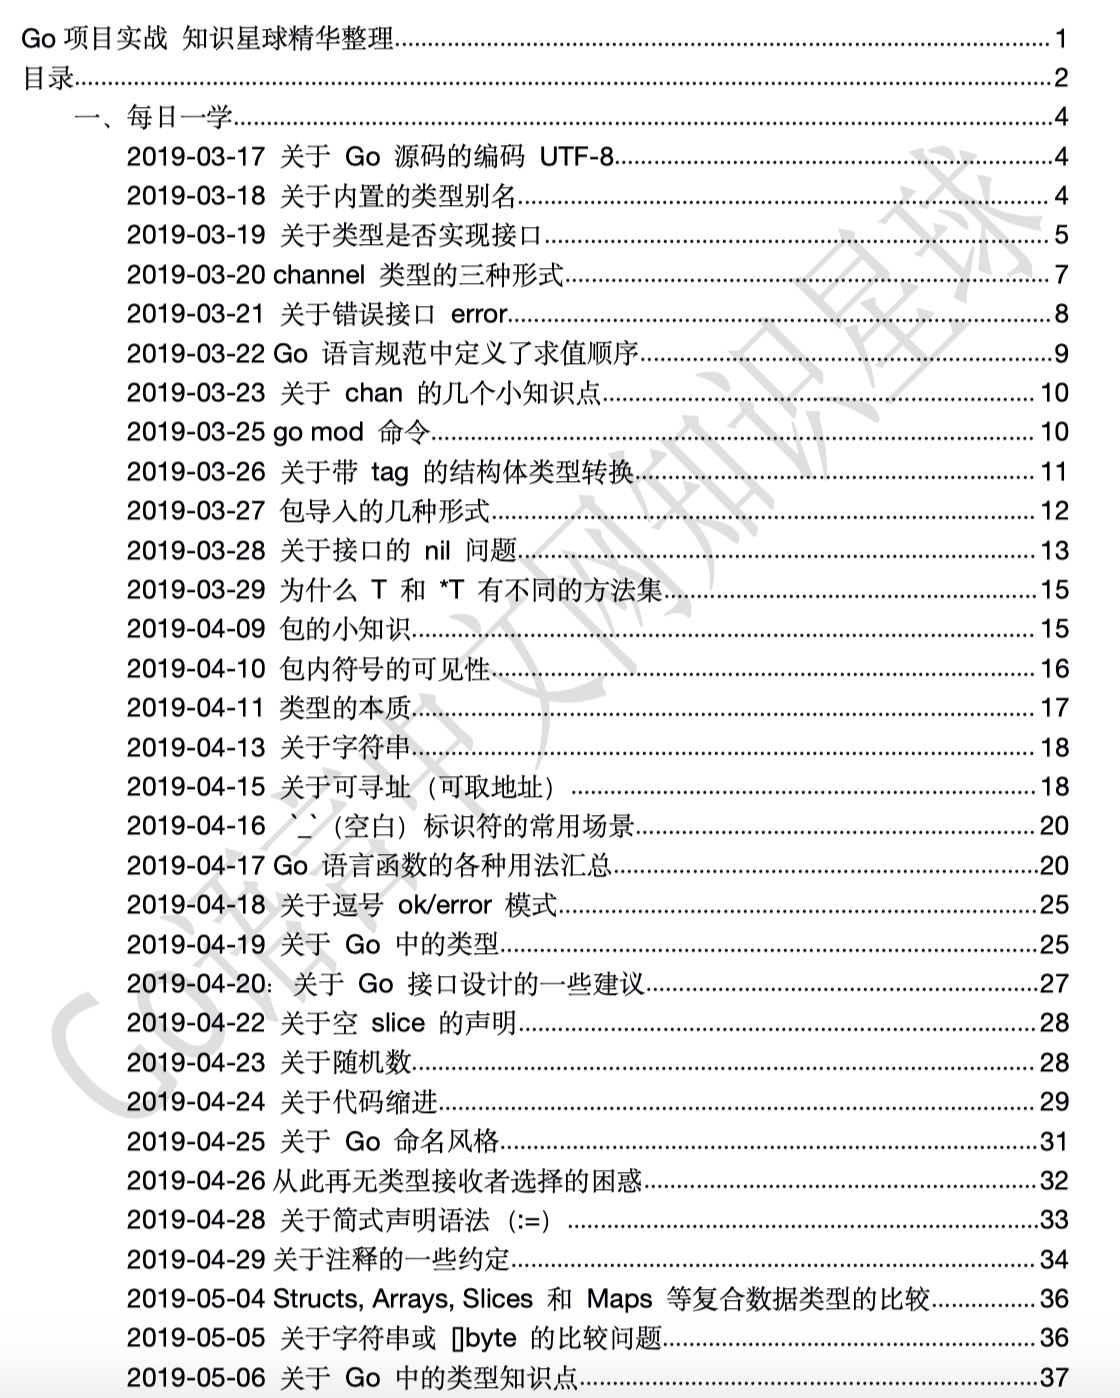 Go 项目实战 知识星球精华整理 1
目录 2
一、每日一学 4
2019-03-17 关于 Go 源码的编码 UTF-8 4
2019-03-18 关于内置的类型别名 4
2019-03-19 关于类型是否实现接口 5
2019-03-20 channel 类型的三种形式 7
2019-03-21 关于错误接口 error 8
2019-03-22 Go 语言规范中定义了求值顺序 9
2019-03-23 关于 chan 的几个小知识点 10
2019-03-25 go mod 命令 10
2019-03-26 关于带 tag 的结构体类型转换 11
2019-03-27 包导入的几种形式 12
2019-03-28 关于接口的 nil 问题 13
2019-03-29 为什么 T 和 *T 有不同的方法集 15
2019-04-09 包的小知识 15
2019-04-10 包内符号的可见性 16
2019-04-11 类型的本质 17
2019-04-13 关于字符串 18
2019-04-15 关于可寻址（可取地址） 18
2019-04-16 `_`（空白）标识符的常用场景 20
2019-04-17 Go 语言函数的各种用法汇总 20
2019-04-18 关于逗号 ok/error 模式 25
2019-04-19 关于 Go 中的类型 25
2019-04-20： 关于 Go 接口设计的一些建议 27
2019-04-22 关于空 slice 的声明 28
2019-04-23 关于随机数 28
2019-04-24 关于代码缩进 29
2019-04-25 关于 Go 命名风格 31
2019-04-26 从此再无类型接收者选择的困惑 32
2019-04-28 关于简式声明语法（:=） 33
2019-04-29 关于注释的一些约定 34
2019-05-04 Structs, Arrays, Slices 和 Maps 等复合数据类型的比较 36
2019-05-05 关于字符串或 []byte 的比较问题 36
2019-05-06 关于 Go 中的类型知识点 37
Go语言中文网知识星球